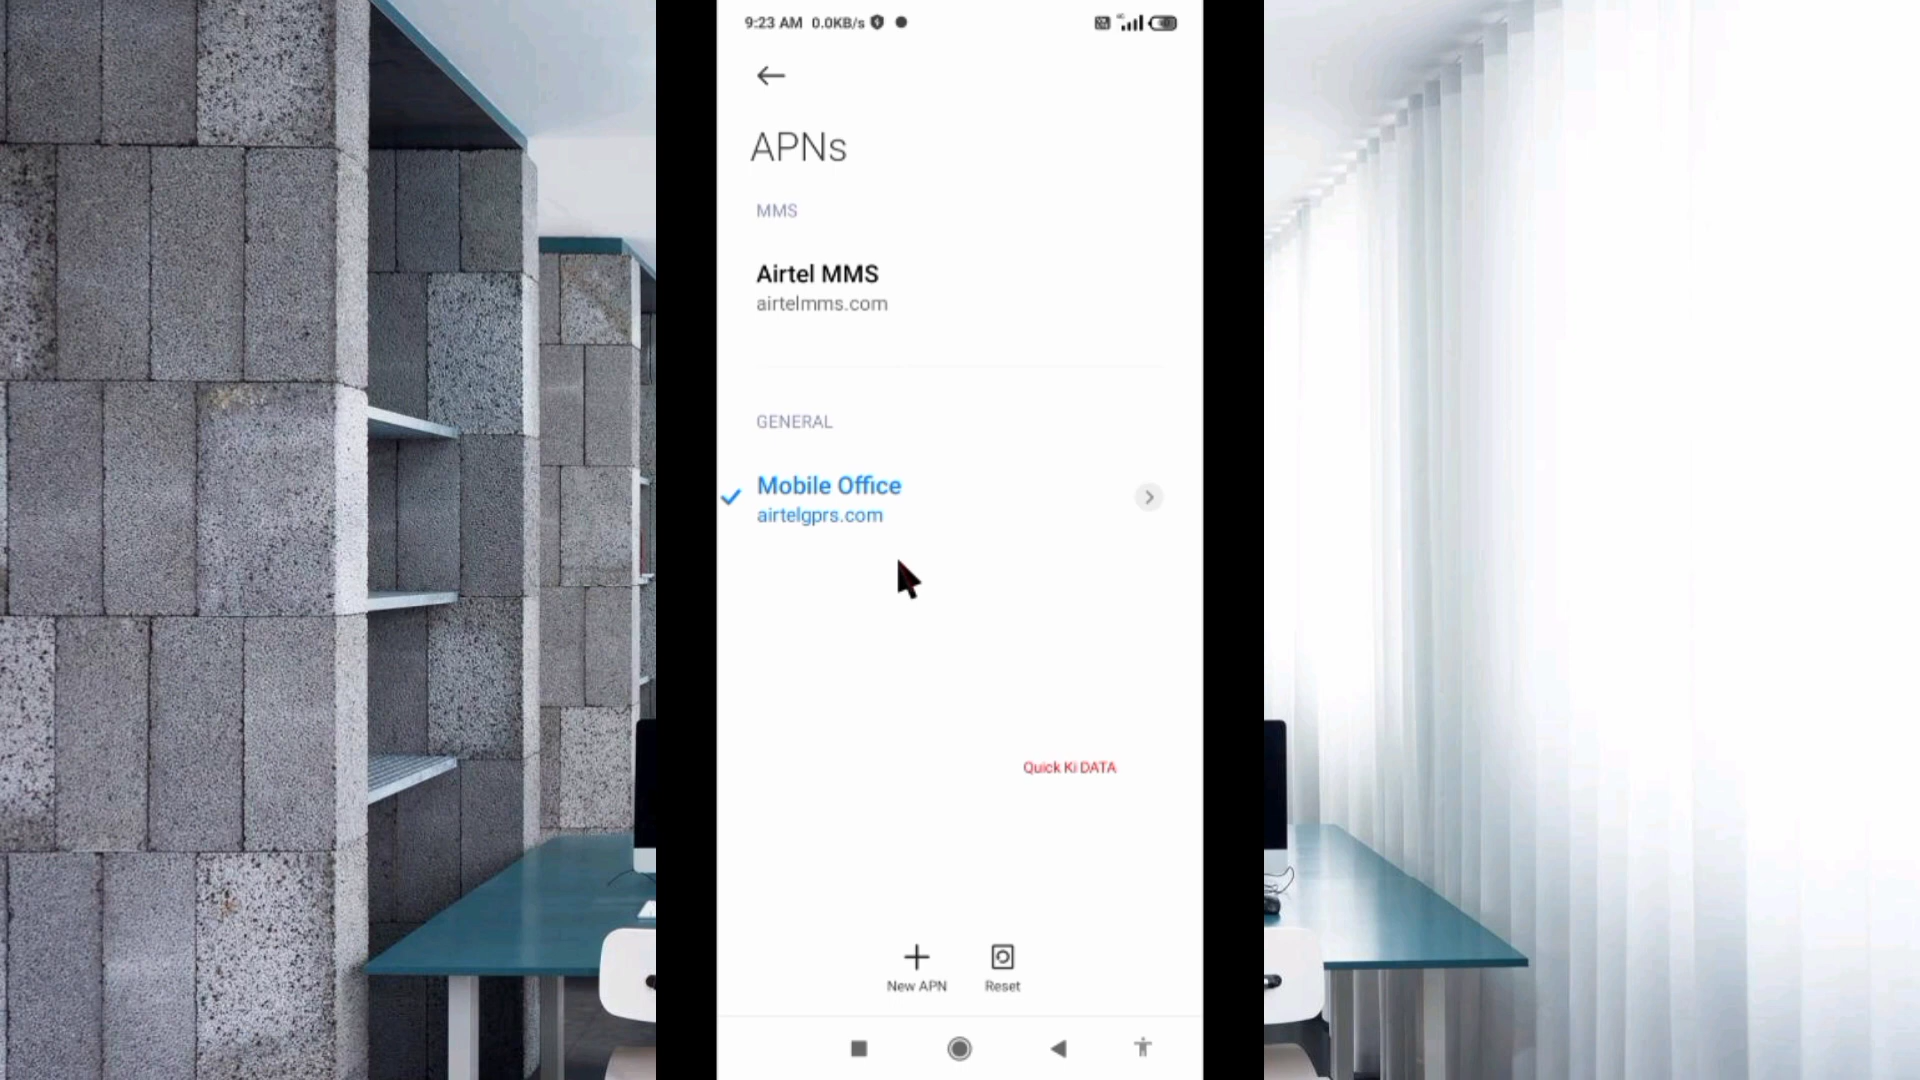 9:23 AM 0.0KB/s
APNs
MMS
Airtel MMS
airtelmms.com
GENERAL
Mobile Office
airtelgprs.com
Quick Ki DATA
New APN
Reset